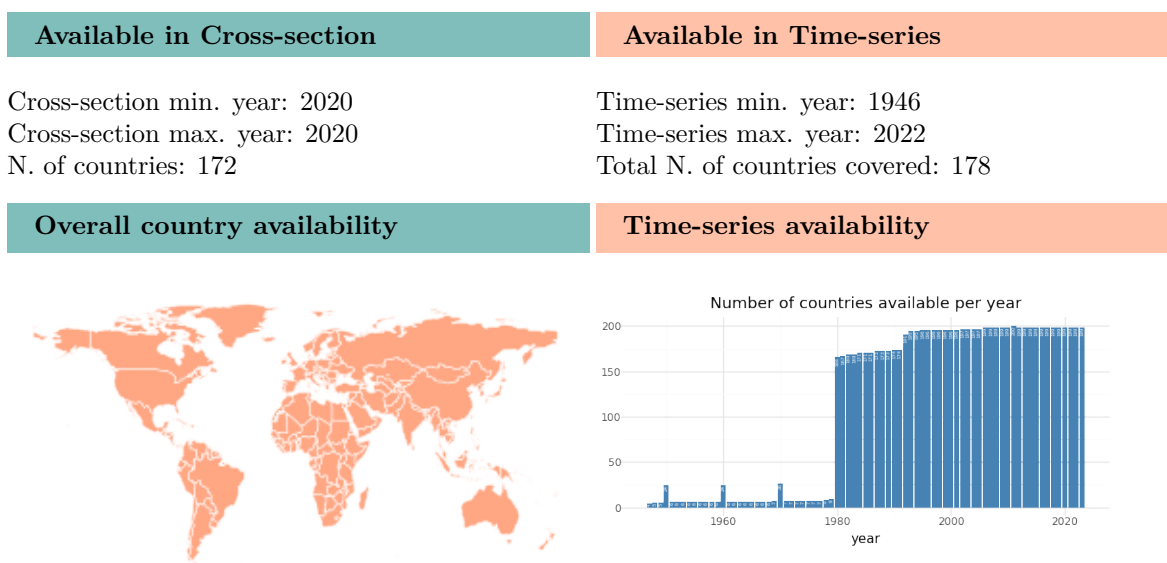 Available in Cross-section
Available in Time-series
Cross-section min. year: 2020
Cross-section max. year: 2020
N. of countries: 172
Time-series min. year: 1946
Time-series max. year: 2022
Total N. of countries covered: 178
Overall country availability
Time-series availability
Number of countries available per year
200
150
100
50
0
1960
1980
2000
2020
year